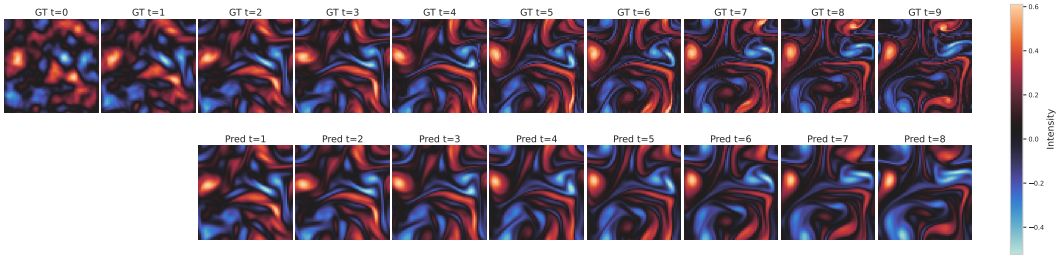 GT t=0 GT t=1 GT t=2 GT t=3 GT t=4 GT t=5 GT t=6 GT t=7 GT t=8 GT t=9
Pred t=1 Pred t=2 Pred t=3 Pred t=4 Pred t=5 Pred t=6 Pred t=7 Pred t=8
0.6
0.4
0.2
0.0
−0.2
−0.4
Intensity